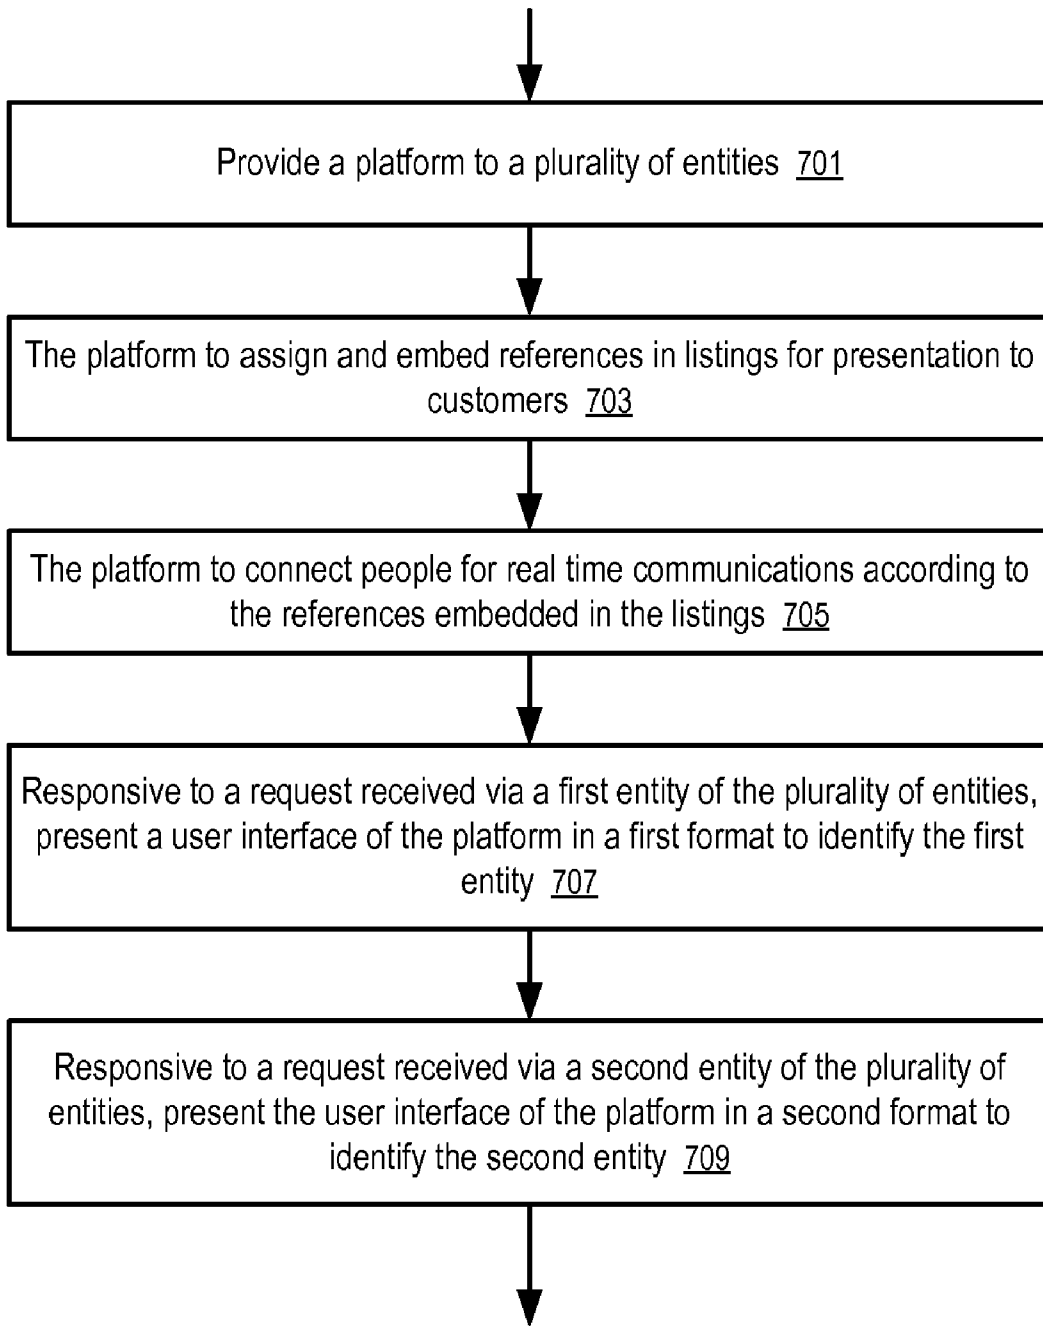 Provide a platform to a plurality of entities 701
The platform to assign and embed references in listings for presentation to
customers 703
The platform to connect people for real time communications according to
the references embedded in the listings 705
Responsive to a request received via a first entity of the plurality of entities,
present a user interface of the platform in a first format to identify the first
entity 707
Responsive to a request received via a second entity of the plurality of
entities, present the user interface of the platform in a second format to
identify the second entity 709